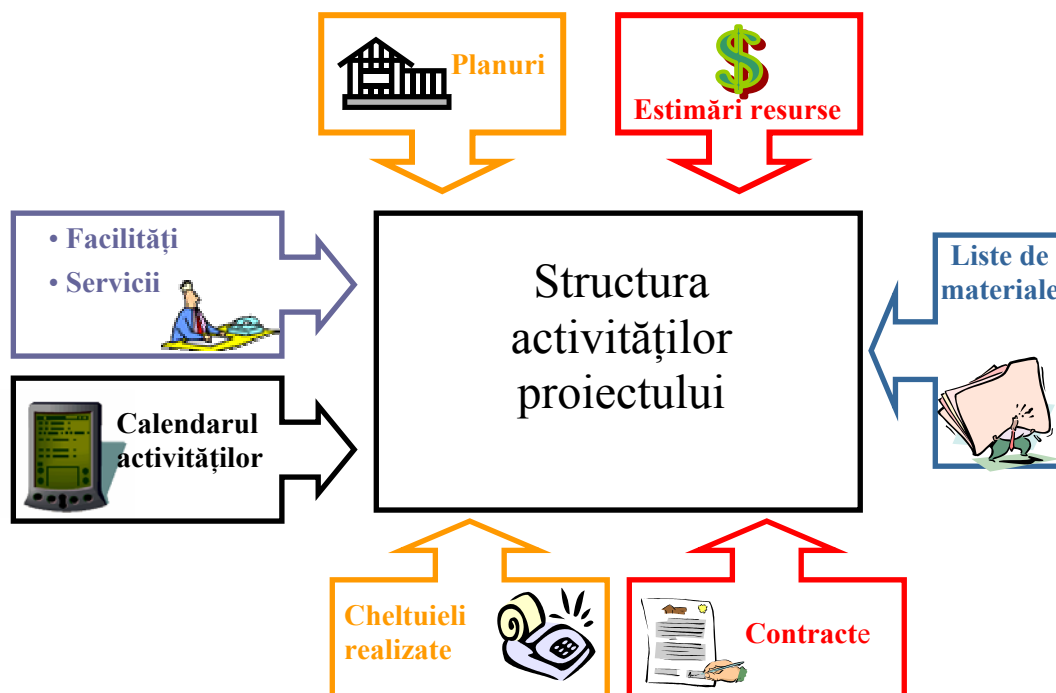 Planuri
$
Estimări resurse
• Facilități
• Servicii
Structura
activităților
proiectului
Liste de
materiale
Calendarul
activităților
Cheltuieli
realizate
Contracte